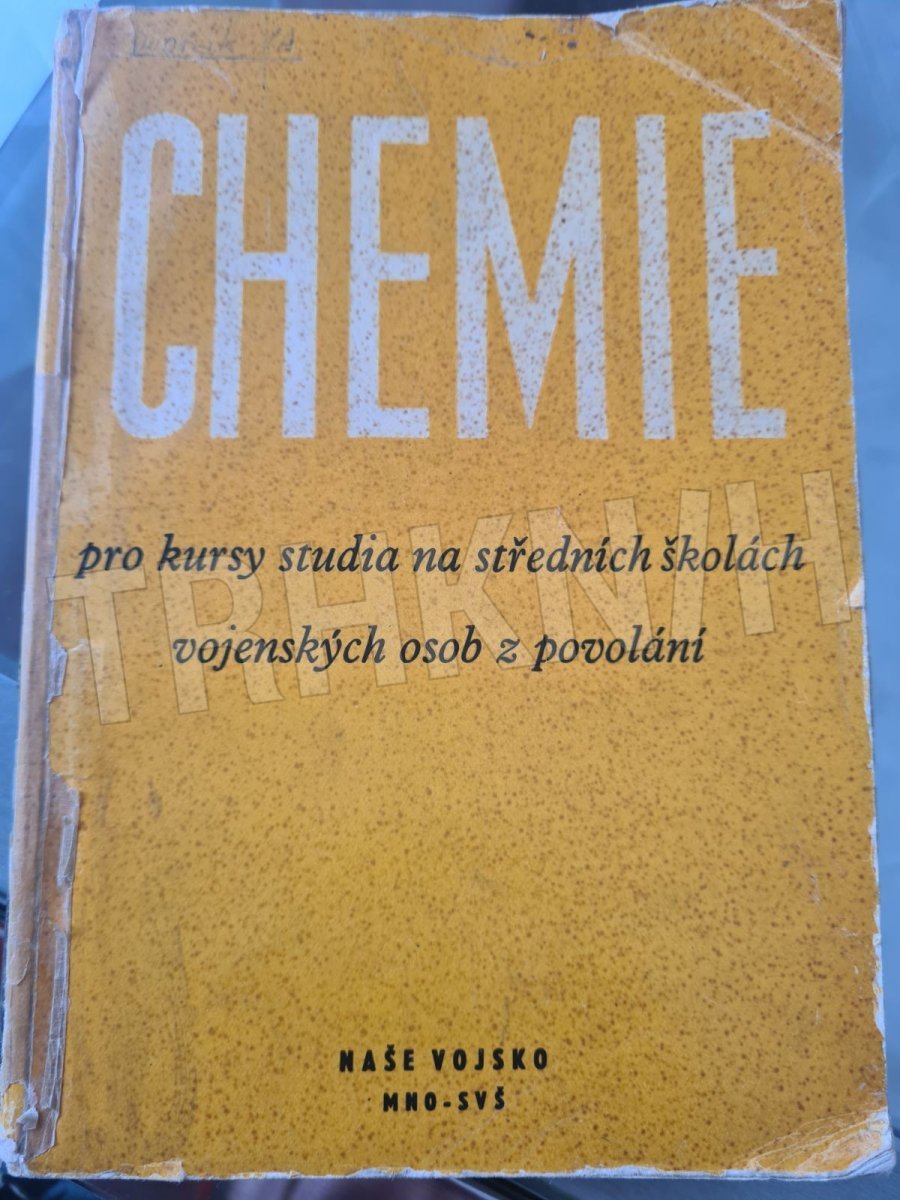 CHEMIE
pro kursy studia na středních školách
TRHKNIH
vojenských osob z povolání
NAŠE VOJSKO
MNO-SVŠ